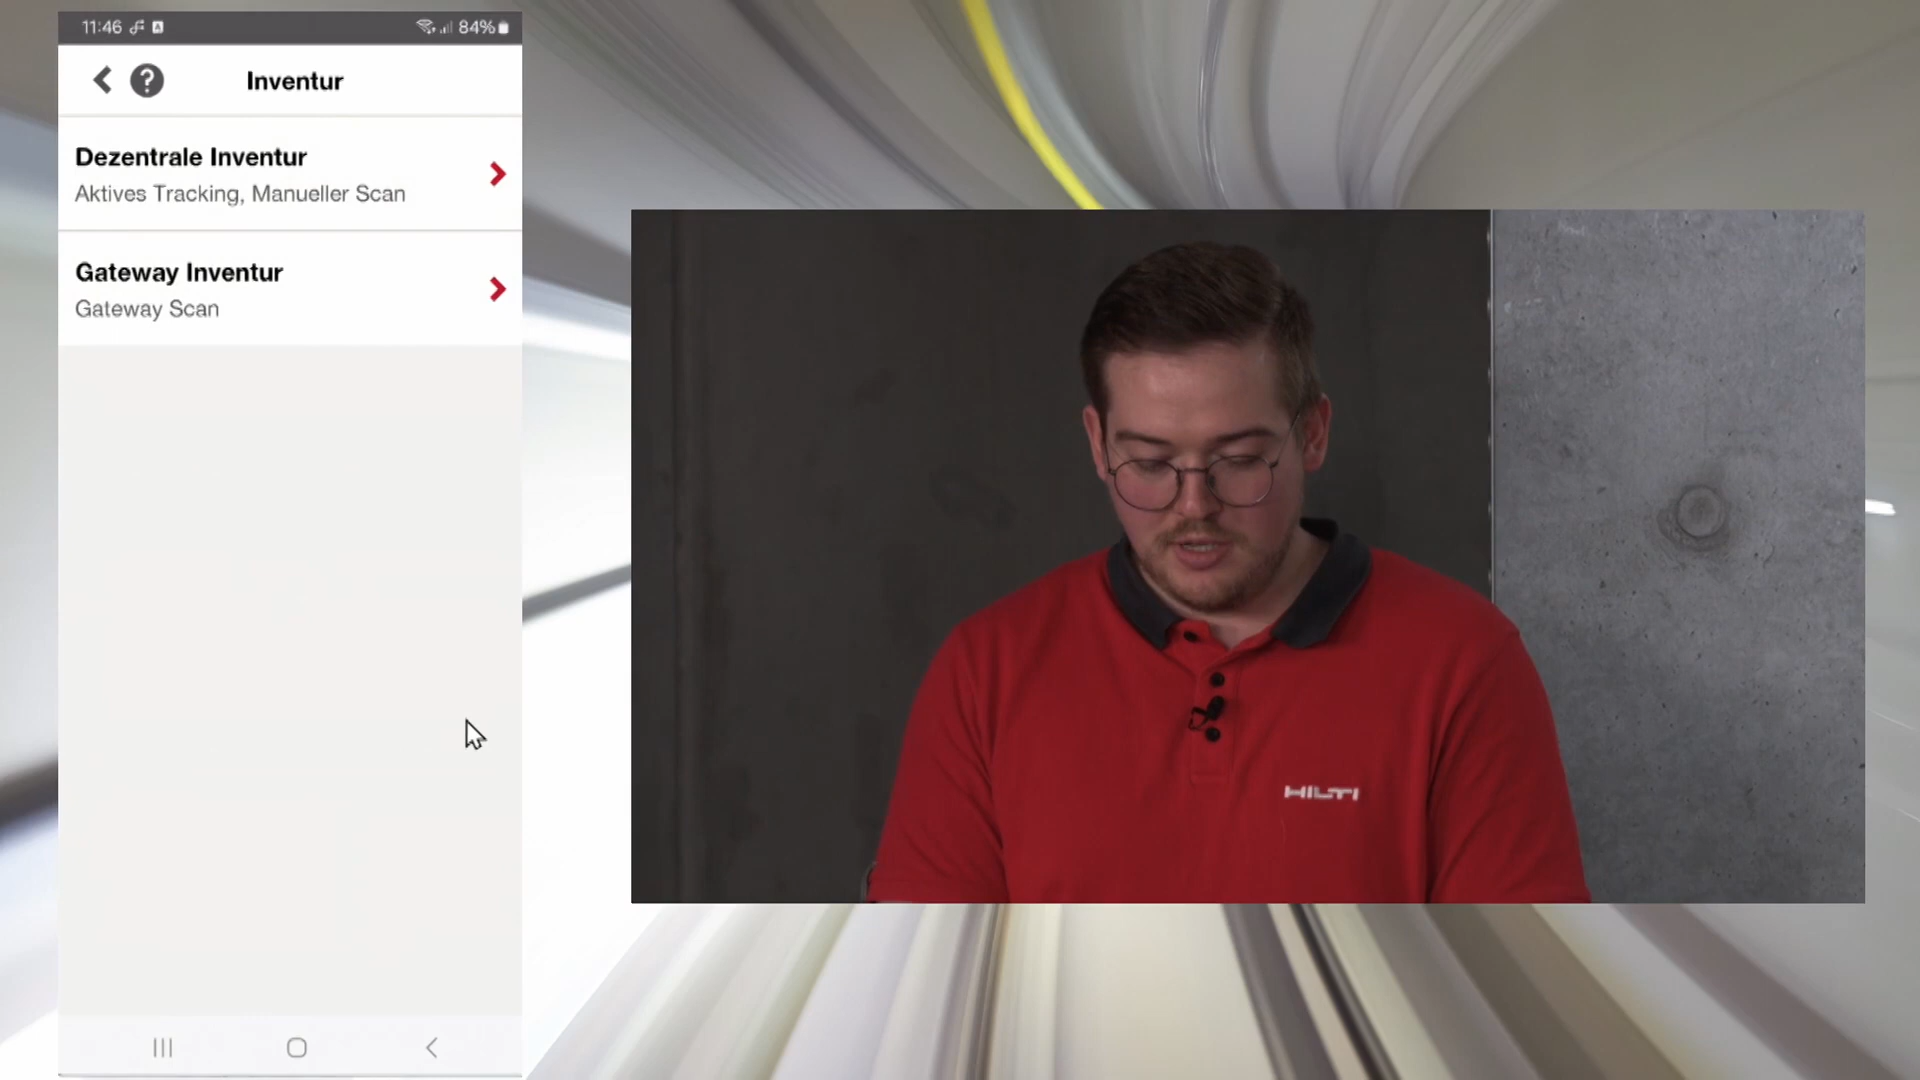 11:46
84%
Inventur
Dezentrale Inventur
Aktives Tracking, Manueller Scan
Gateway Inventur
Gateway Scan
HILTI